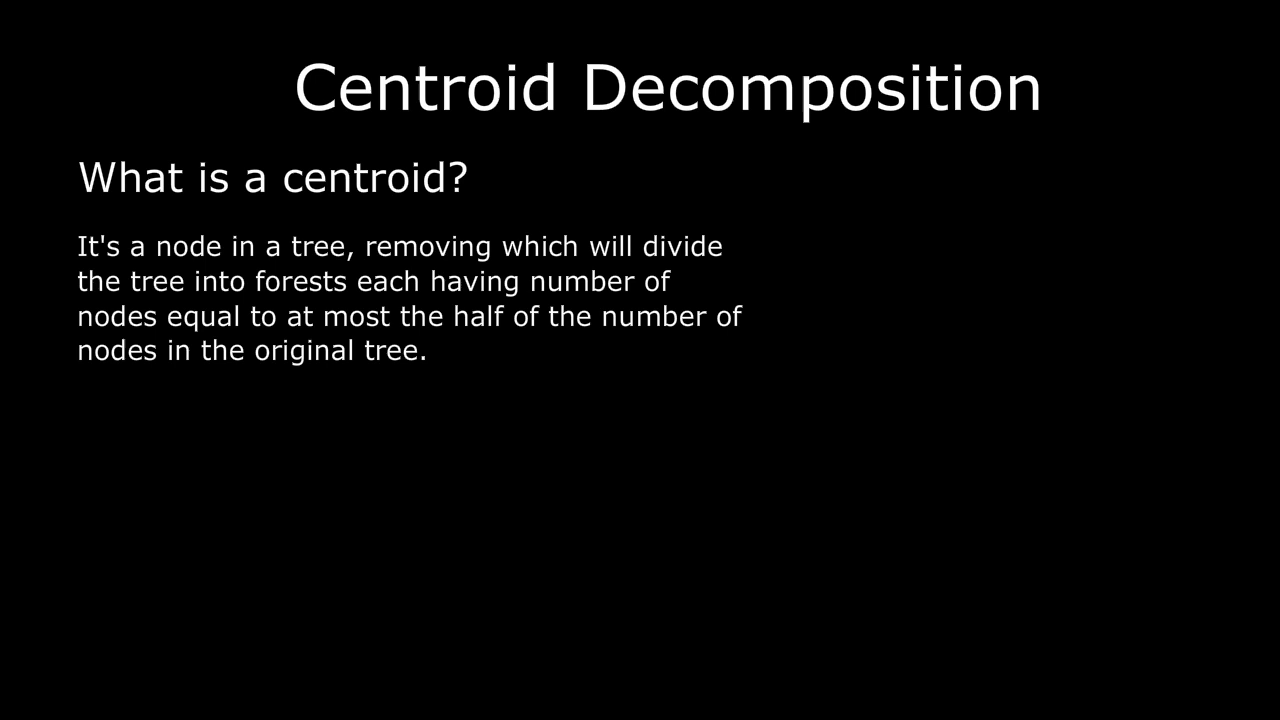 Centroid Decomposition
What is a centroid?
It's a node in a tree, removing which will divide
the tree into forests each having number of
nodes equal to at most the half of the number of
nodes in the original tree.